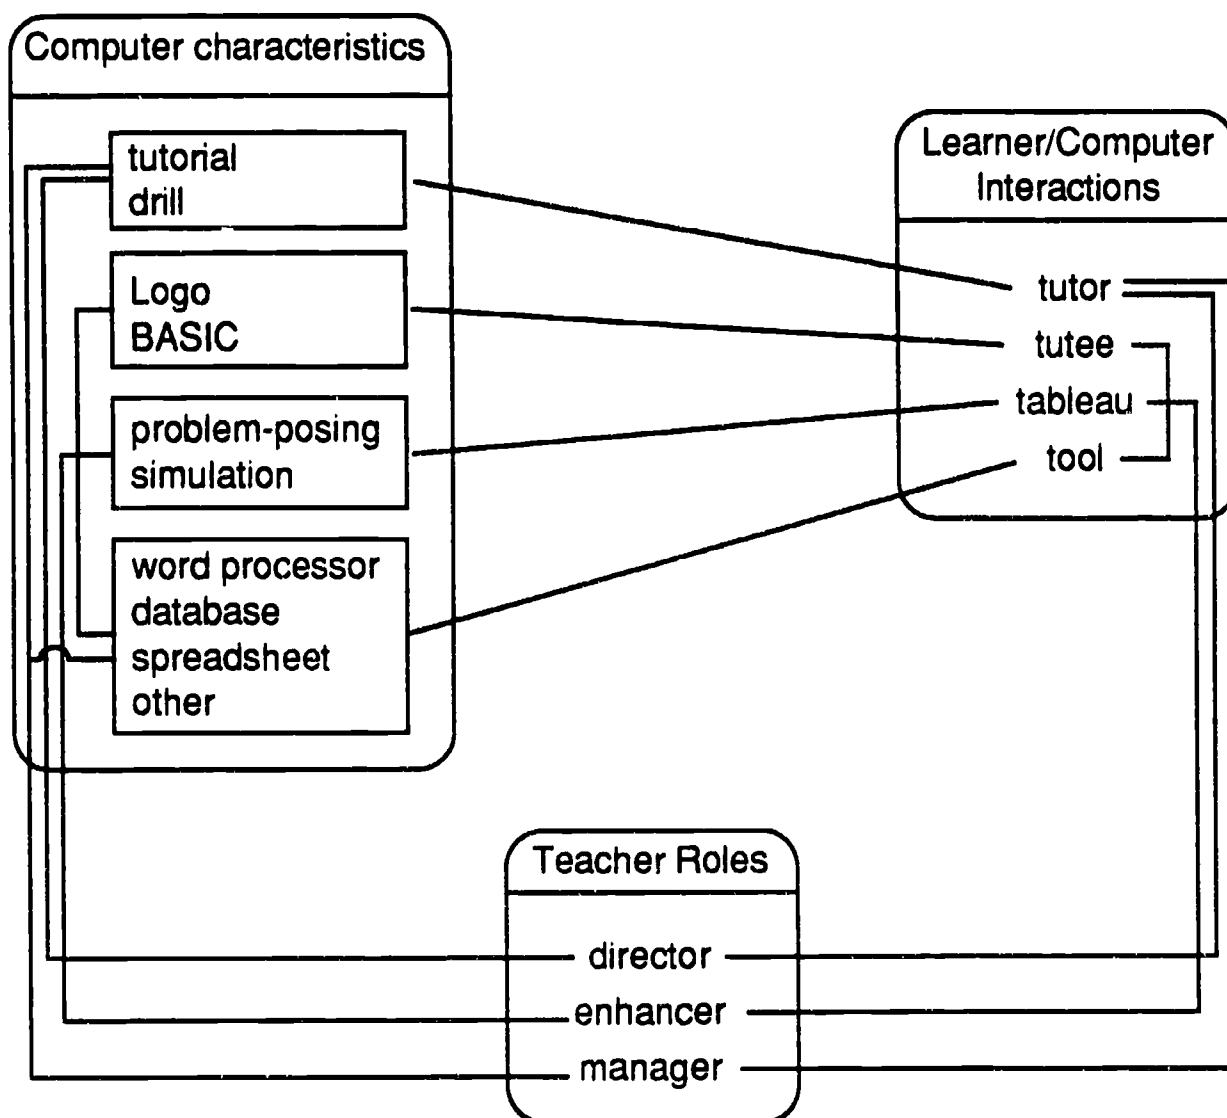 Computer characteristics
tutorial
drill
Logo
BASIC
problem-posing
simulation
word processor
database
spreadsheet
other
Learner/Computer
Interactions
tutor
tutee
tableau
tool
Teacher Roles
director
enhancer
manager